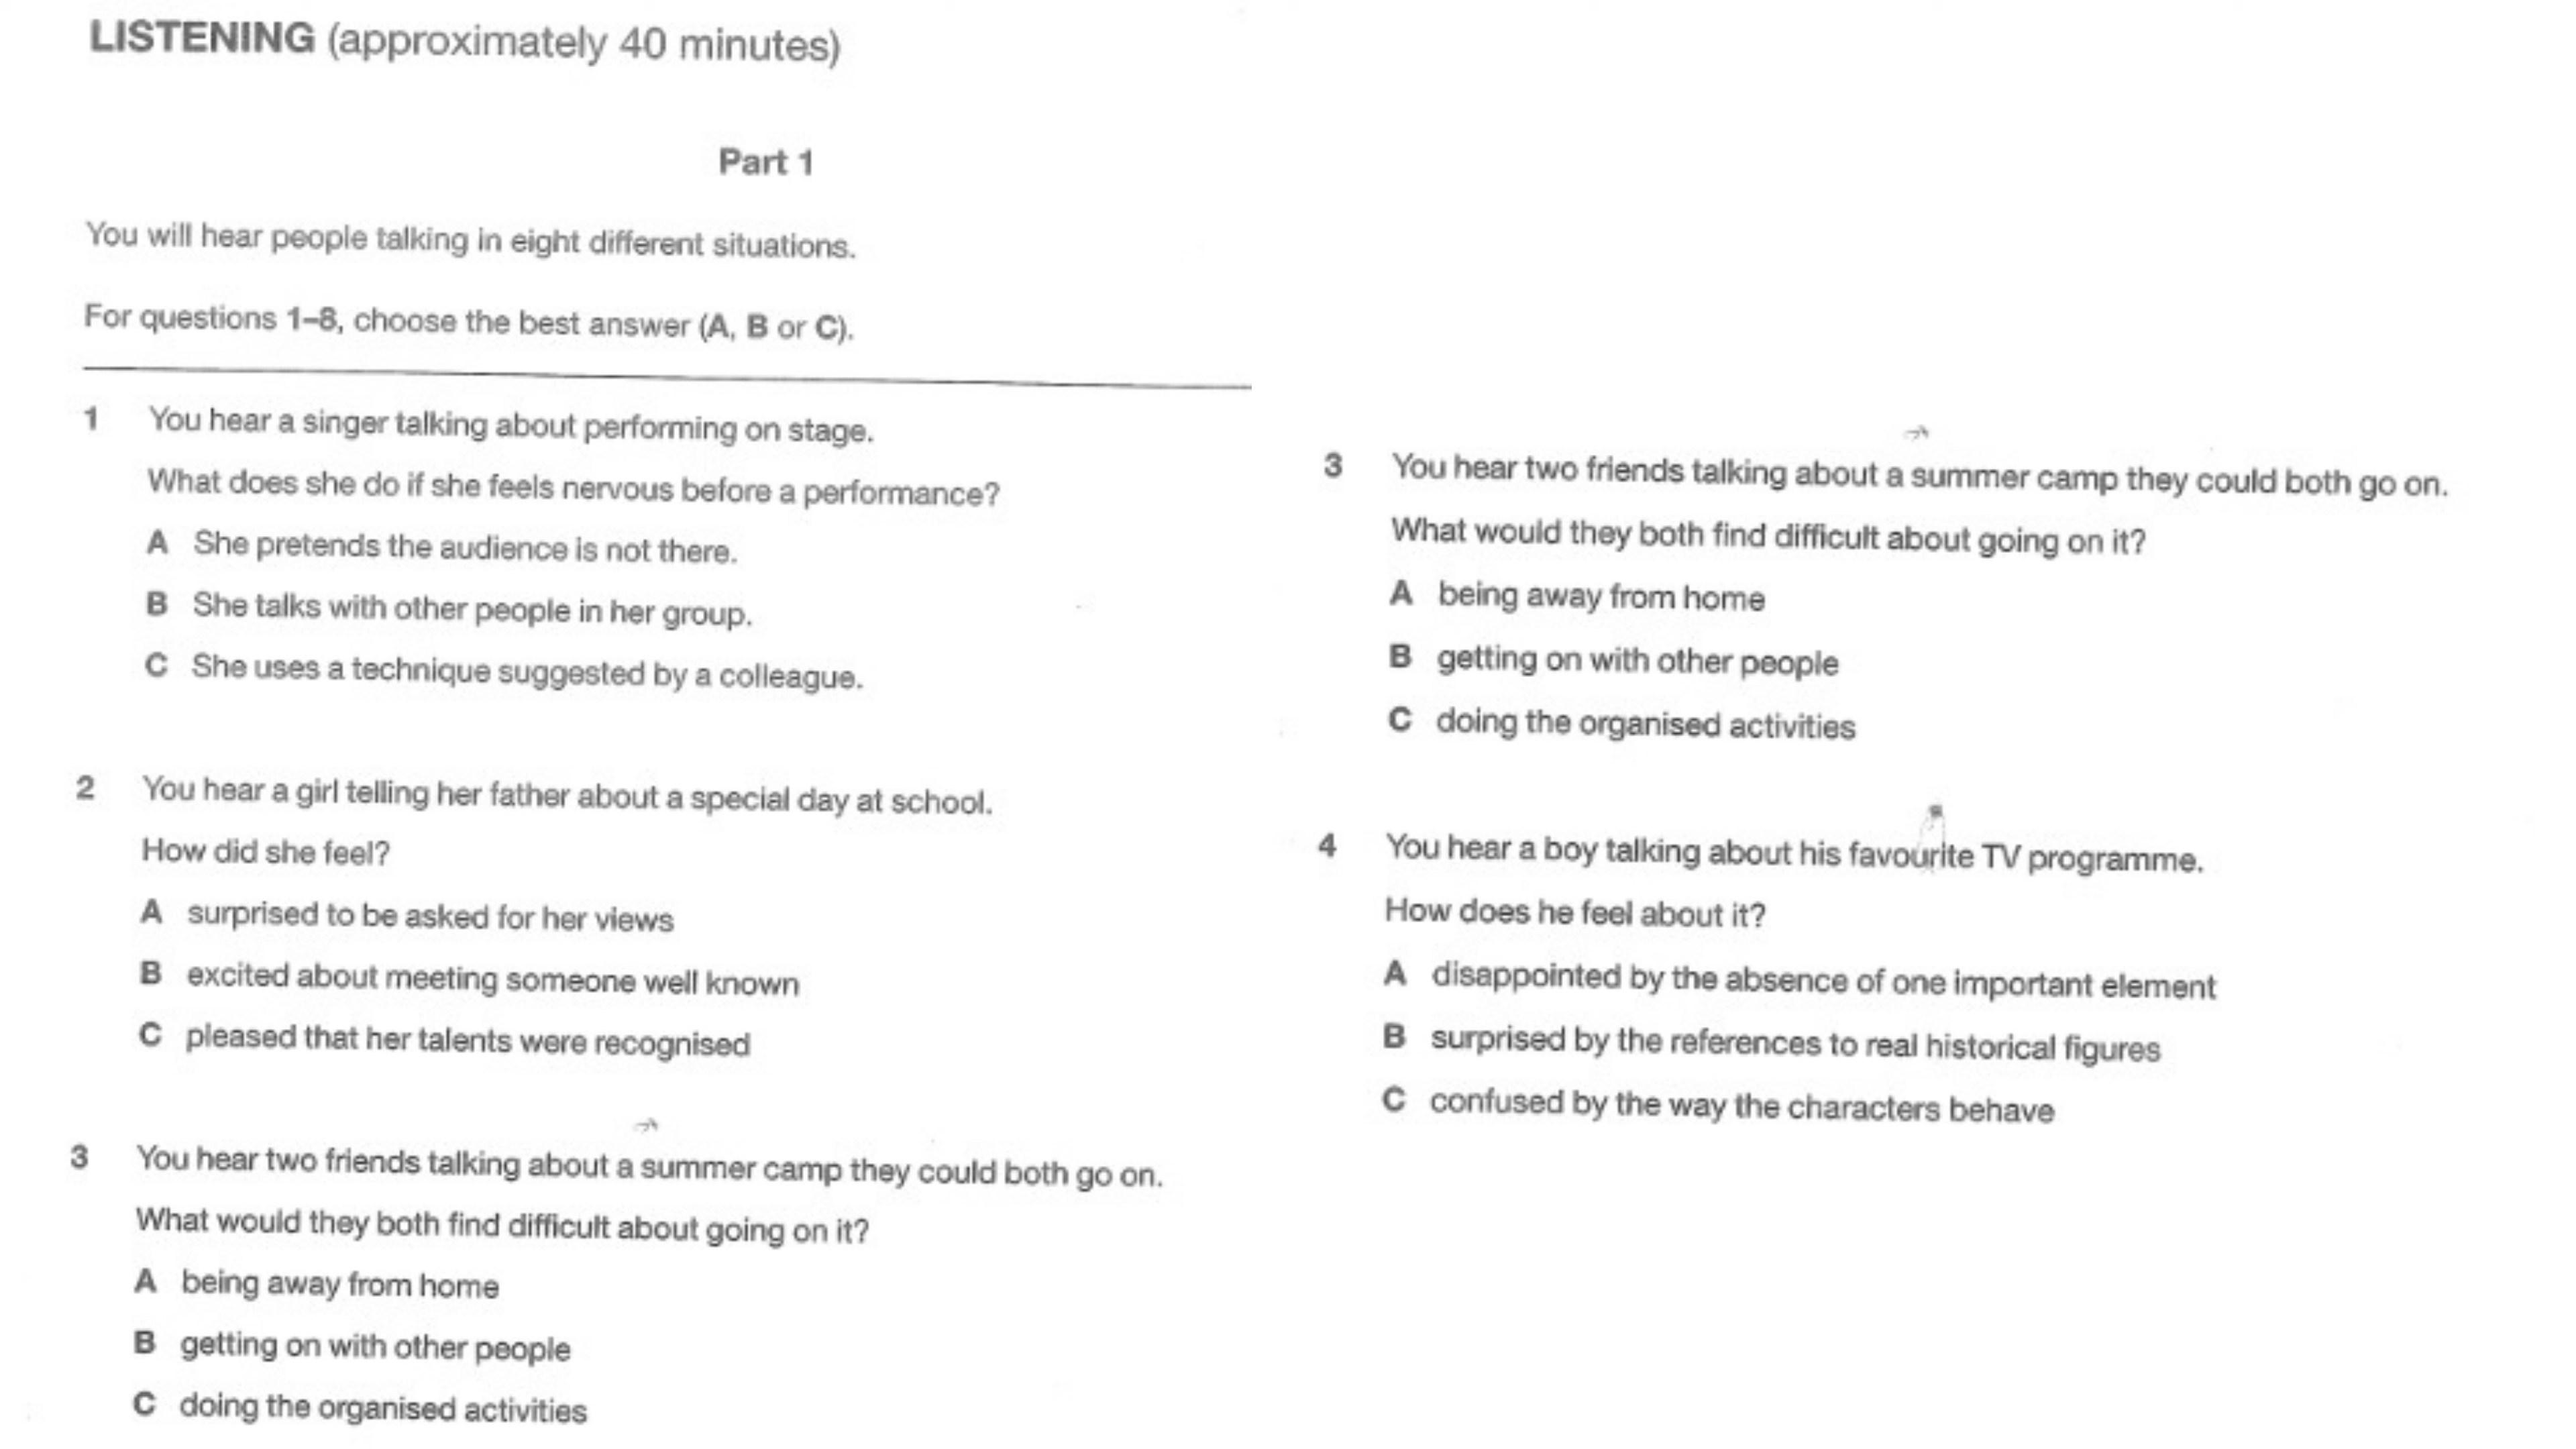 LISTENING (approximately 40 minutes)
Part 1
You will hear people talking in eight different situations.
For questions 1–8, choose the best answer (A, B or C).
1 You hear a singer talking about performing on stage.
What does she do if she feels nervous before a performance?
A She pretends the audience is not there.
B She talks with other people in her group.
C She uses a technique suggested by a colleague.
2 You hear a girl telling her father about a special day at school.
How did she feel?
A surprised to be asked for her views
B excited about meeting someone well known
C pleased that her talents were recognised
3 You hear two friends talking about a summer camp they could both go on.
What would they both find difficult about going on it?
A being away from home
B getting on with other people
C doing the organised activities
3 You hear two friends talking about a summer camp they could both go on.
What would they both find difficult about going on it?
A being away from home
B getting on with other people
C doing the organised activities
4 You hear a boy talking about his favourite TV programme.
How does he feel about it?
A disappointed by the absence of one important element
B surprised by the references to real historical figures
C confused by the way the characters behave